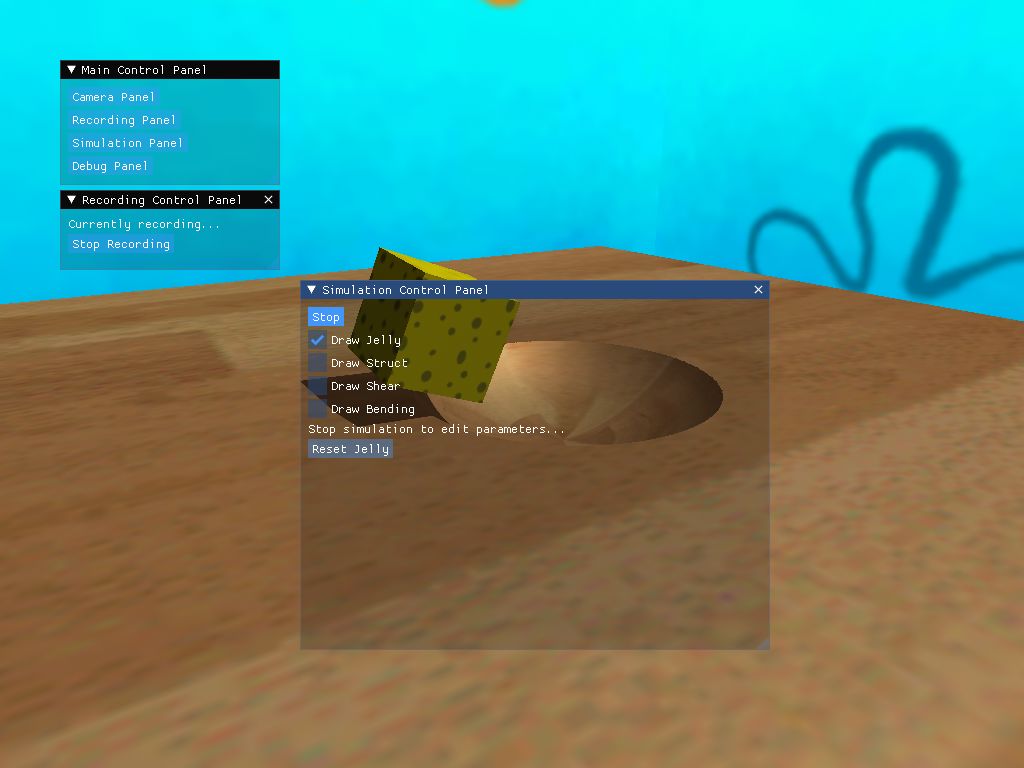 Main Control Panel
Camera Panel
Recording Panel
Simulation Panel
Debug Panel
Recording Control Panel
Currently recording...
Stop Recording
Simulation Control Panel
Stop
Draw Jelly
Draw Struct
Draw Shear
Draw Bending
Stop simulation to edit parameters...
Reset Jelly